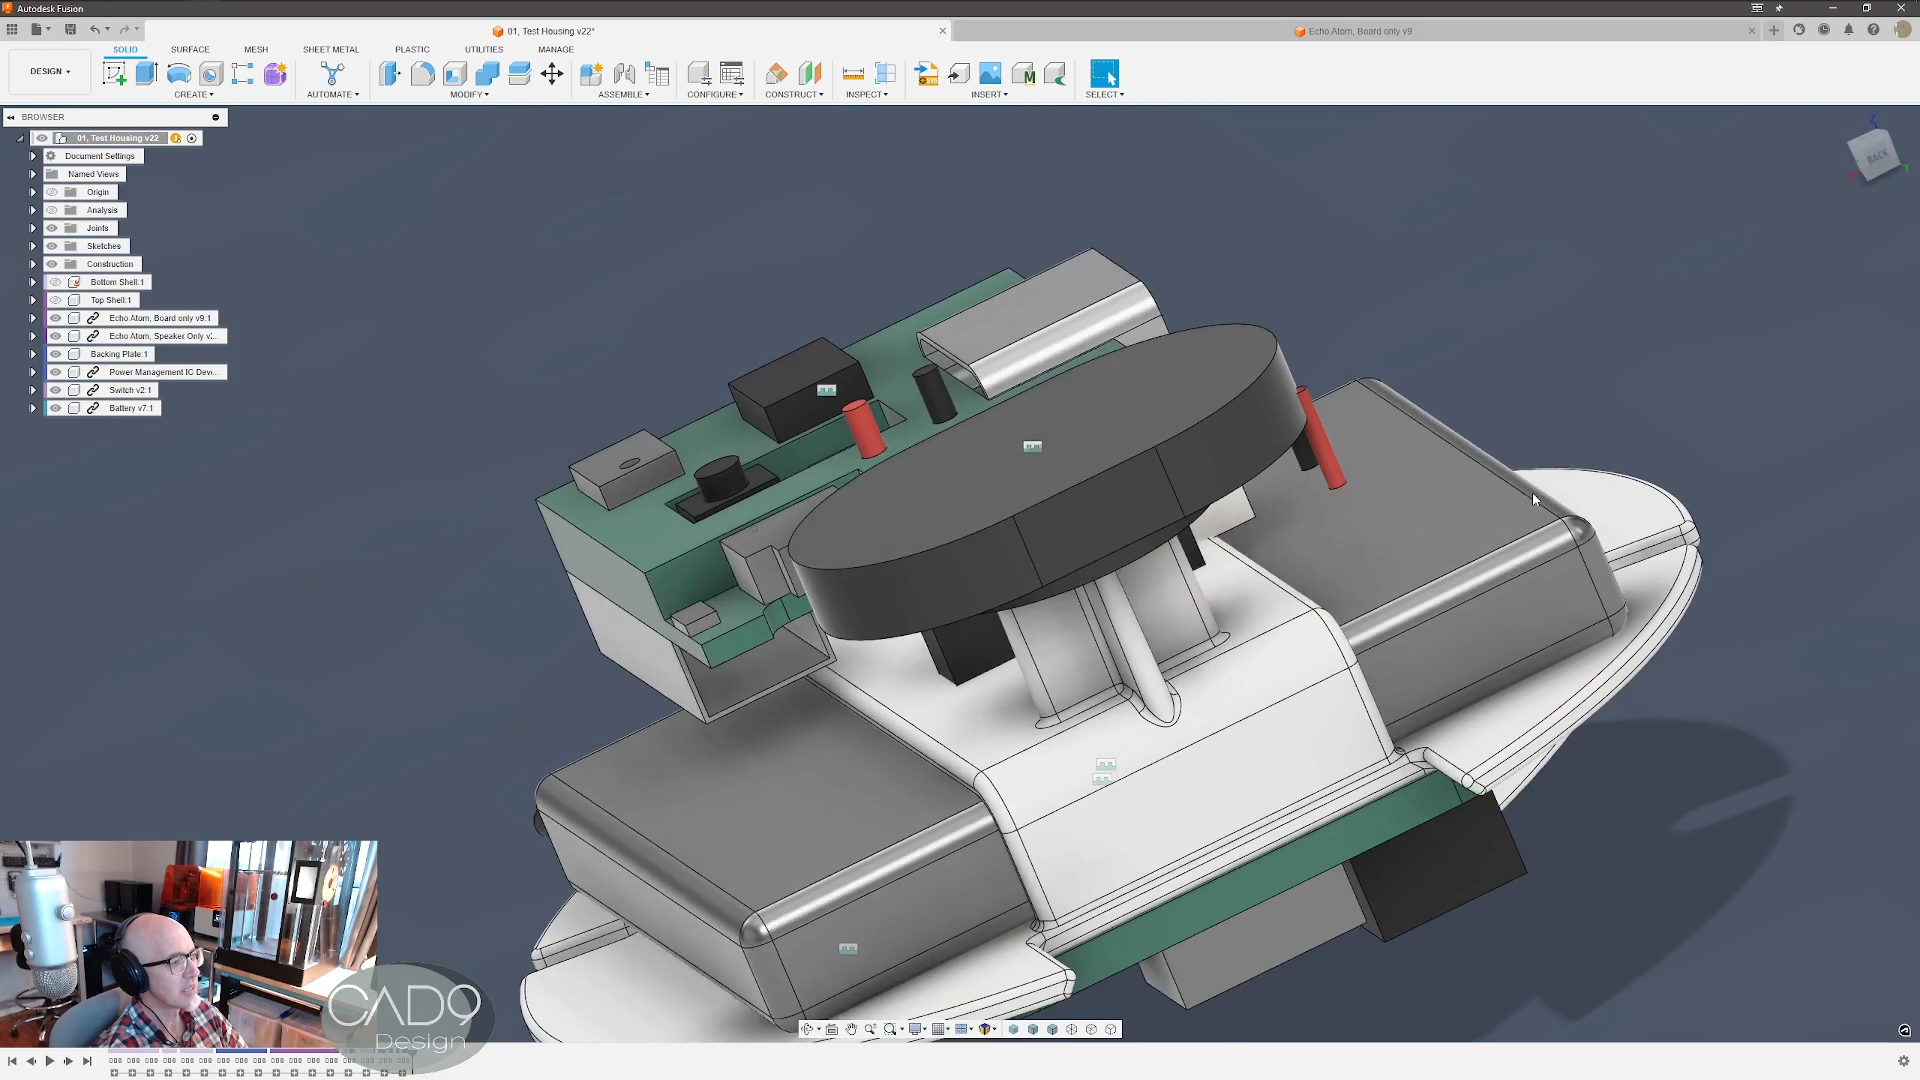 Autodesk Fusion
01, Test Housing v22*
Echo Atom, Board only v9
SOLID
SURFACE
MESH
SHEET METAL
PLASTIC
UTILITIES
MANAGE
DESIGN
CREATE
AUTOMATE
MODIFY
ASSEMBLE
CONFIGURE
CONSTRUCT
INSPECT
INSERT
SELECT
BROWSER
01, Test Housing v22
Document Settings
Named Views
Origin
Analysis
Joints
Sketches
Construction
Bottom Shell:1
Top Shell:1
Echo Atom, Board only v9:1
Echo Atom, Speaker Only v...
Backing Plate:1
Power Management IC Dev...
Switch v2:1
Battery v7:1
Z
BACK
Y
CAD9
Design